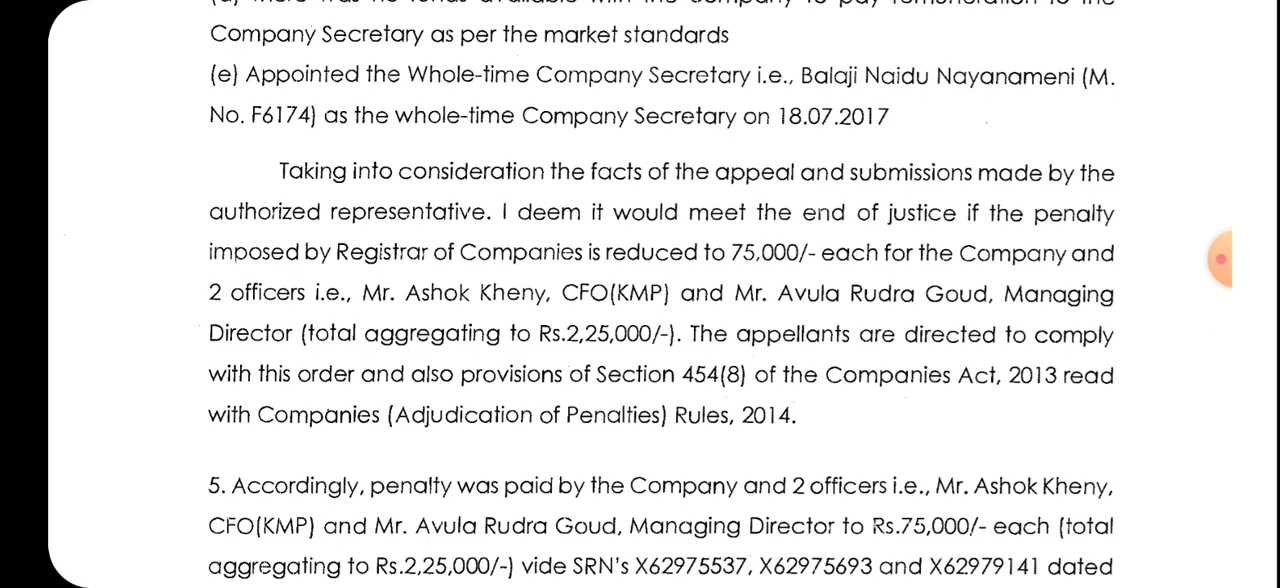 Company Secretary as per the market standards
(e) Appointed the Whole-time Company Secretary i.e., Balaji Naidu Nayanameni (M.
No. F6174) as the whole-time Company Secretary on 18.07.2017
Taking into consideration the facts of the appeal and submissions made by the
authorized representative. I deem it would meet the end of justice if the penalty
imposed by Registrar of Companies is reduced to 75,000/- each for the Company and
2 officers i.e., Mr. Ashok Kheny, CFO(KMP) and Mr. Avula Rudra Goud, Managing
Director (total aggregating to Rs.2,25,000/-). The appellants are directed to comply
with this order and also provisions of Section 454(8) of the Companies Act, 2013 read
with Companies (Adjudication of Penalties) Rules, 2014.
5. Accordingly, penalty was paid by the Company and 2 officers i.e., Mr. Ashok Kheny,
CFO(KMP) and Mr. Avula Rudra Goud, Managing Director to Rs.75,000/- each (total
aggregating to Rs.2,25,000/-) vide SRN's X62975537, X62975693 and X62979141 dated